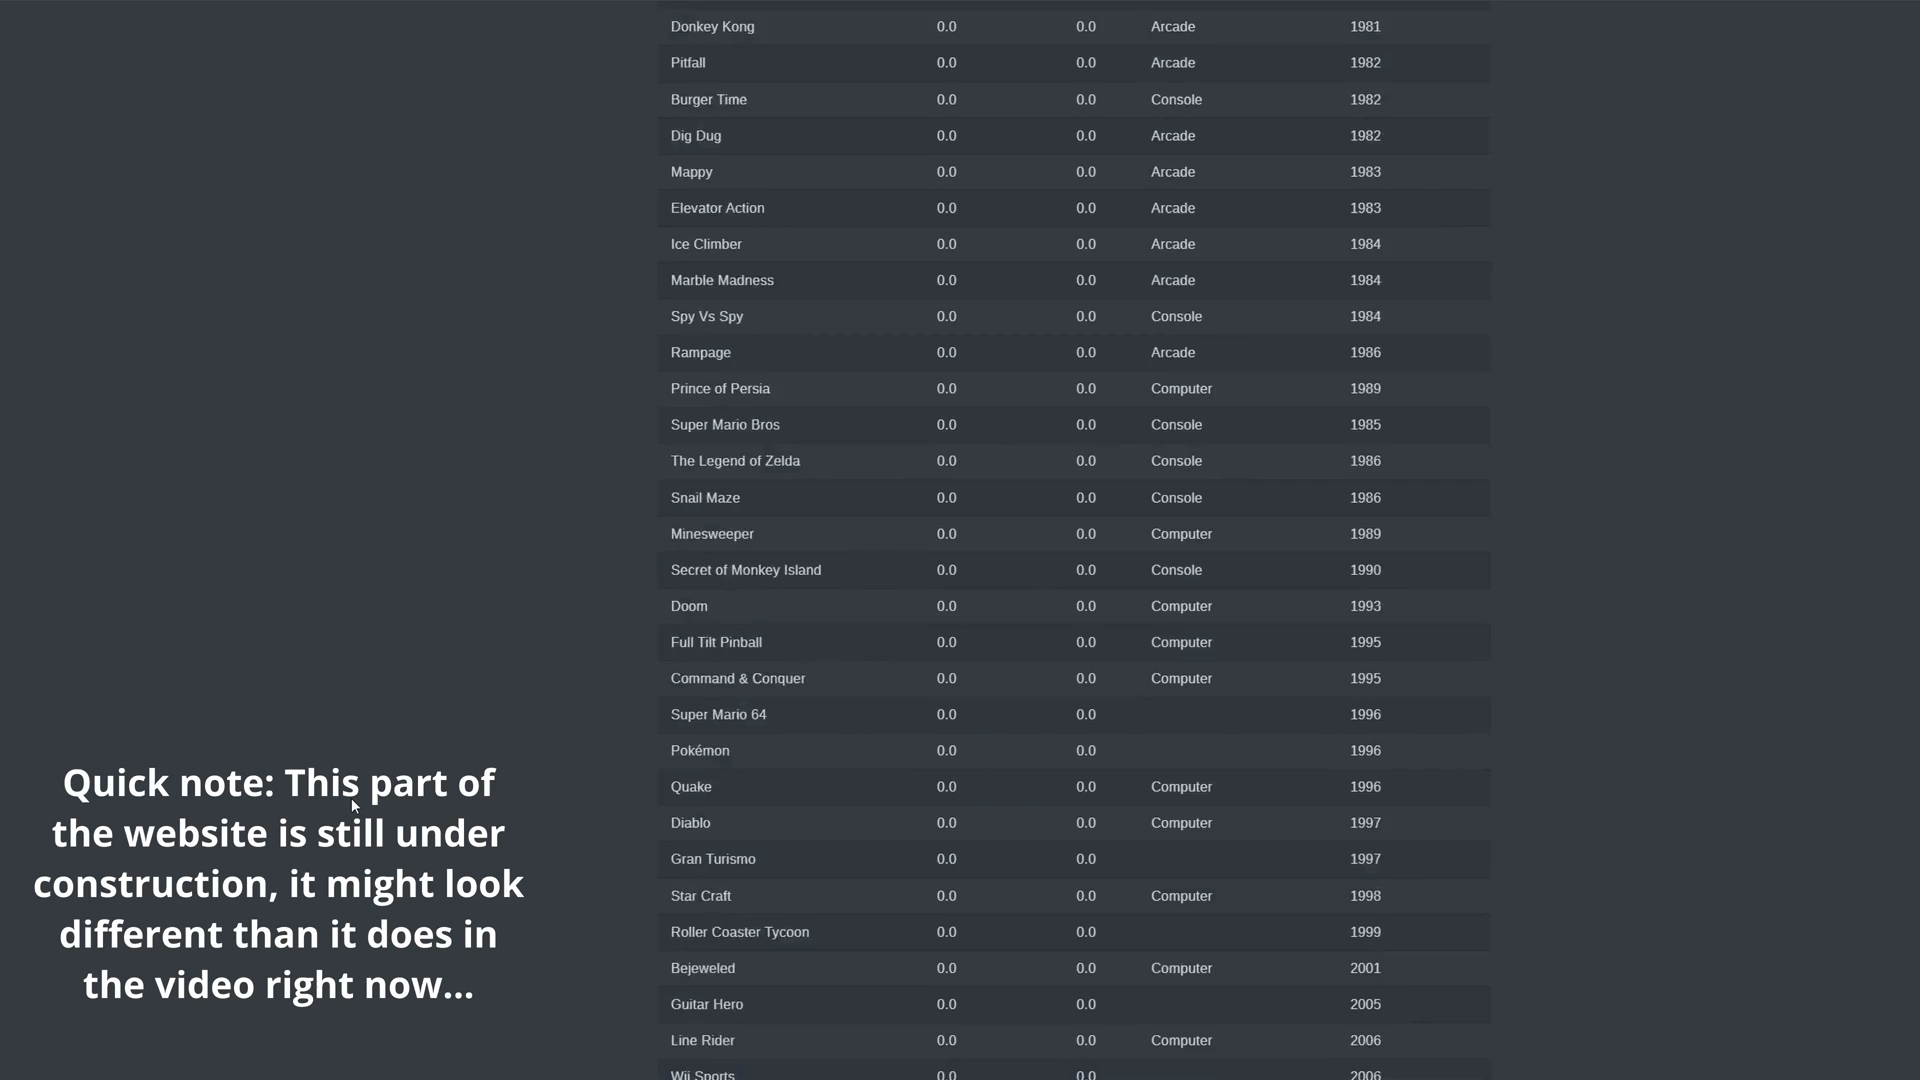 Donkey Kong 0.0 0.0 Arcade 1981
Pitfall 0.0 0.0 Arcade 1982
Burger Time 0.0 0.0 Console 1982
Dig Dug 0.0 0.0 Arcade 1982
Mappy 0.0 0.0 Arcade 1983
Elevator Action 0.0 0.0 Arcade 1983
Ice Climber 0.0 0.0 Arcade 1984
Marble Madness 0.0 0.0 Arcade 1984
Spy Vs Spy 0.0 0.0 Console 1984
Rampage 0.0 0.0 Arcade 1986
Prince of Persia 0.0 0.0 Computer 1989
Super Mario Bros 0.0 0.0 Console 1985
The Legend of Zelda 0.0 0.0 Console 1986
Snail Maze 0.0 0.0 Console 1986
Minesweeper 0.0 0.0 Computer 1989
Secret of Monkey Island 0.0 0.0 Console 1990
Doom 0.0 0.0 Computer 1993
Full Tilt Pinball 0.0 0.0 Computer 1995
Command & Conquer 0.0 0.0 Computer 1995
Super Mario 64 0.0 0.0 1996
Pokémon 0.0 0.0 1996
Quake 0.0 0.0 Computer 1996
Diablo 0.0 0.0 Computer 1997
Gran Turismo 0.0 0.0 1997
Star Craft 0.0 0.0 Computer 1998
Roller Coaster Tycoon 0.0 0.0 1999
Bejeweled 0.0 0.0 Computer 2001
Guitar Hero 0.0 0.0 2005
Line Rider 0.0 0.0 Computer 2006
Wii Sports 0.0 0.0 2006
Quick note: This part of
the website is still under
construction, it might look
different than it does in
the video right now...